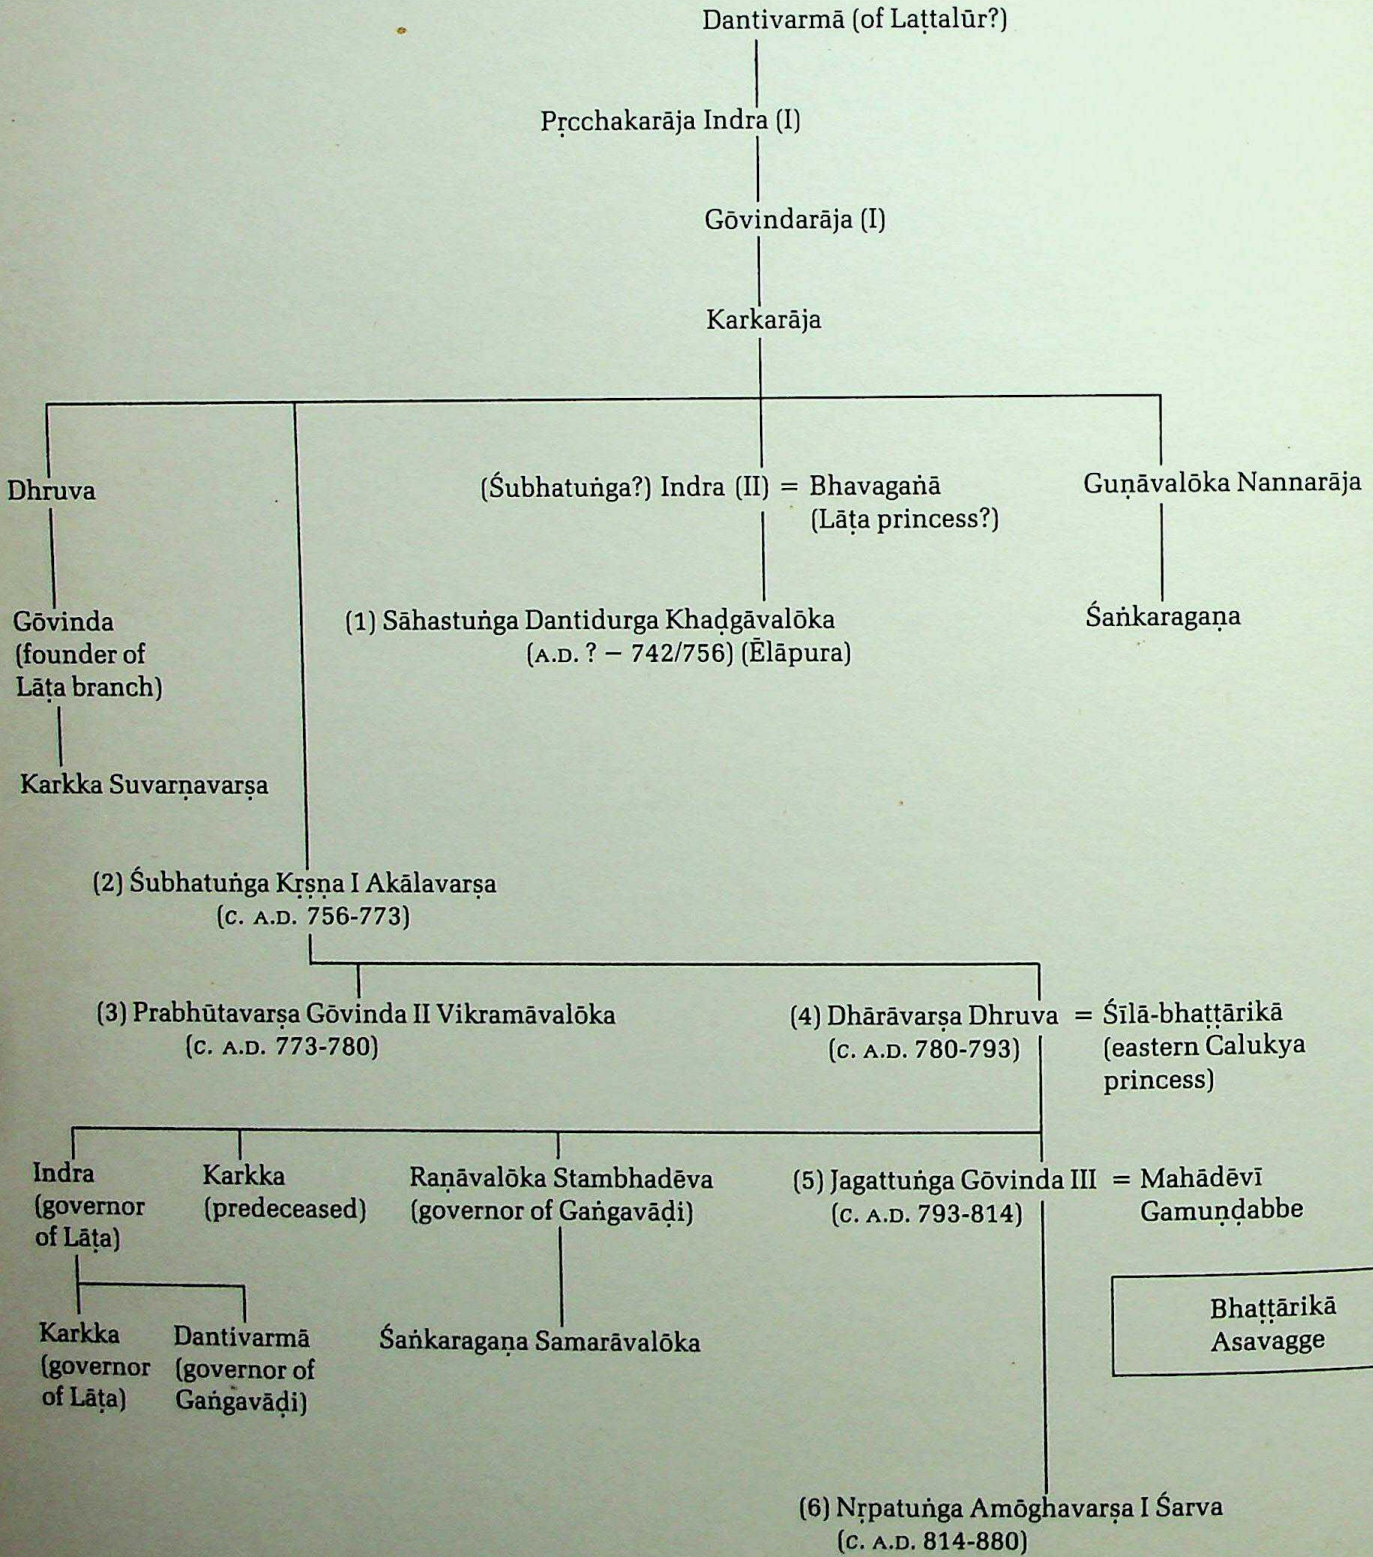 Dantivarmā (of Laṭṭalūr?)
Pṛcchakarāja Indra (I)
Gōvindarāja (I)
Karkarāja
Dhruva
(Śubhatuṅga?) Indra (II) = Bhavagaṅā
(Lāṭa princess?)
Guṇāvalōka Nannarāja
Gōvinda
(founder of
Lāṭa branch)
(1) Sāhastuṅga Dantidurga Khaḍgāvalōka
(A.D. ? – 742/756) (Ēlāpura)
Śaṅkaragaṇa
Karkka Suvarṇavarṣa
(2) Śubhatuṅga Kṛṣṇa I Akālavarṣa
(C. A.D. 756-773)
(3) Prabhūtavarṣa Gōvinda II Vikramāvalōka
(C. A.D. 773-780)
(4) Dhārāvarṣa Dhruva = Śīlā-bhaṭṭārikā
(C. A.D. 780-793) (eastern Calukya
princess)
Indra
(governor
of Lāṭa)
Karkka
(predeceased)
Raṇāvalōka Stambhadēva
(governor of Gaṅgavāḍi)
(5) Jagattuṅga Gōvinda III = Mahādēvī
(C. A.D. 793-814) Gamuṇḍabbe
Bhaṭṭārikā
Asavagge
Karkka
(governor
of Lāṭa)
Dantivarmā
(governor of
Gaṅgavāḍi)
Śaṅkaragaṇa Samarāvalōka
(6) Nṛpatuṅga Amōghavarṣa I Śarva
(C. A.D. 814-880)